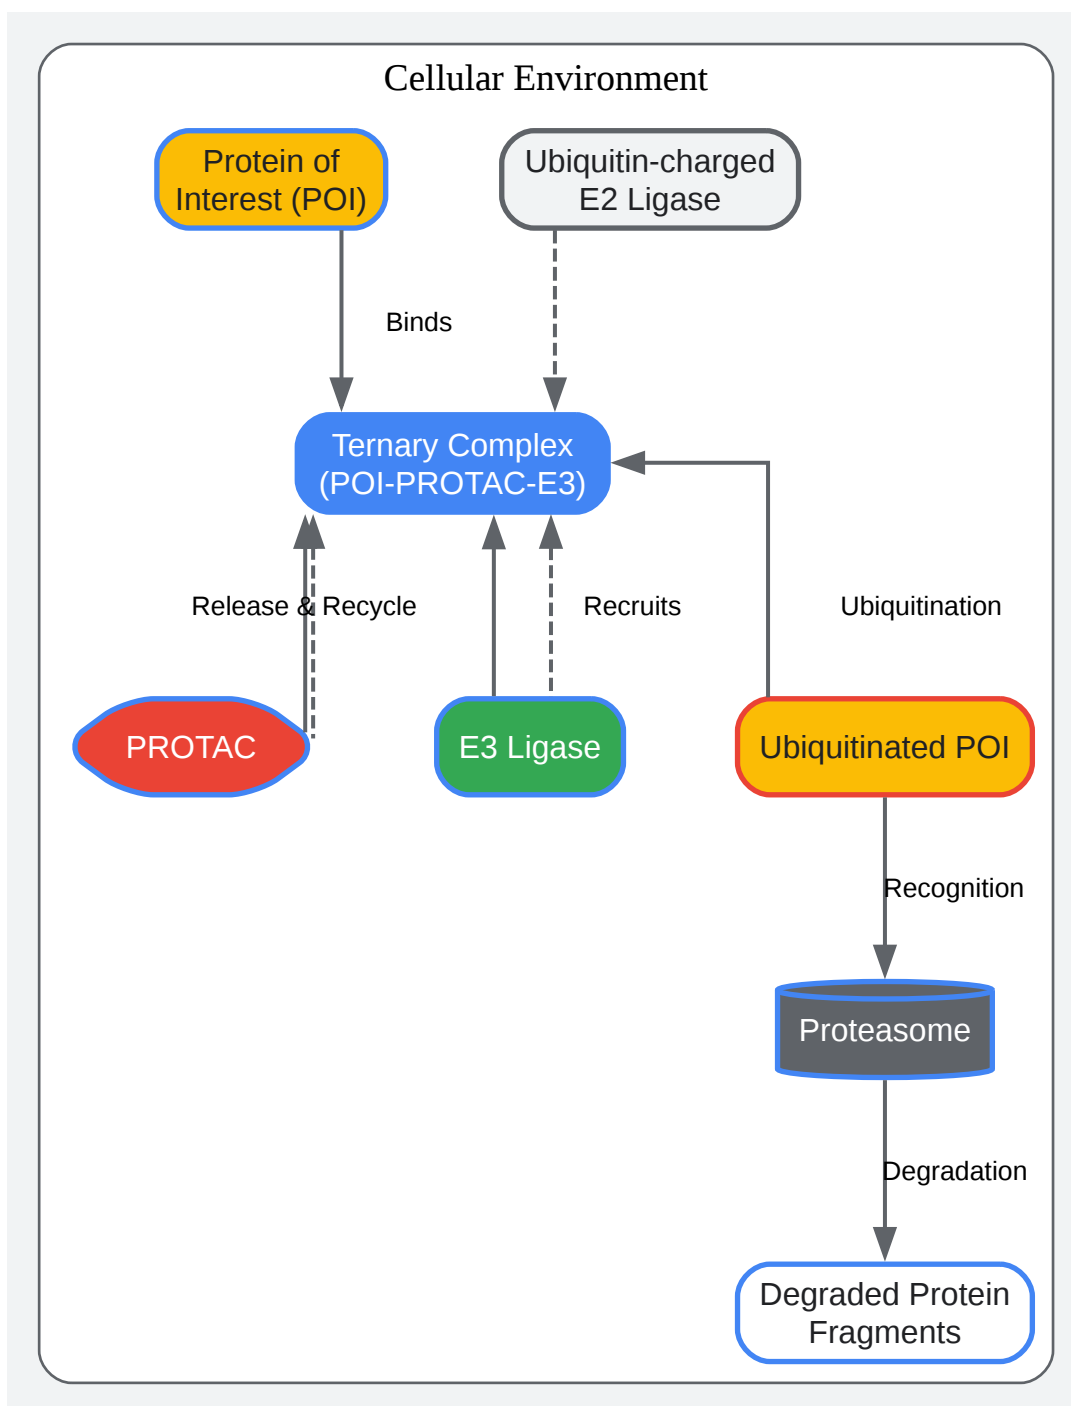 Cellular Environment
Protein of
Interest (POI)
Ubiquitin-charged
E2 Ligase
Binds
Ternary Complex
(POI-PROTAC-E3)
Release & Recycle
Recruits
Ubiquitination
PROTAC
E3 Ligase
Ubiquitinated POI
Recognition
Proteasome
Degradation
Degraded Protein
Fragments